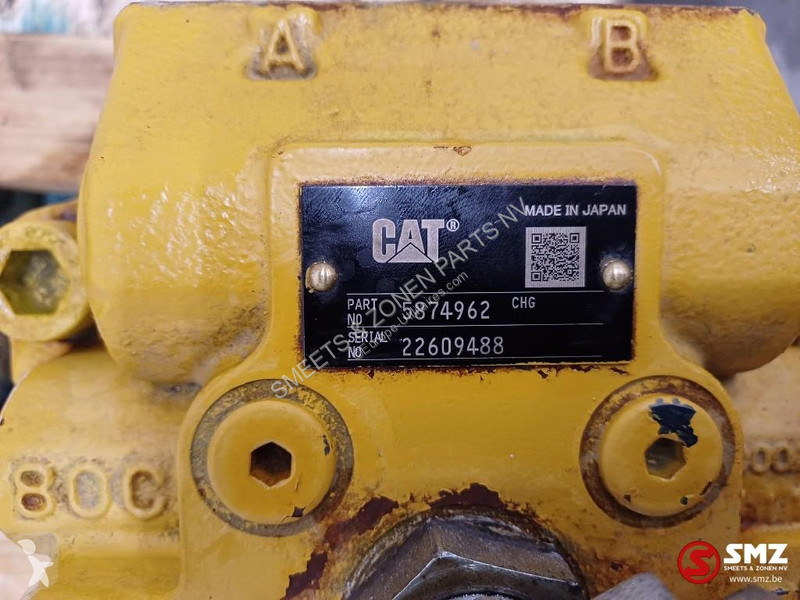 A B
CAT®
MADE IN JAPAN
PART NO 5874962 CHG
SERIAL NO 22609488
80C
SMEETS & ZONEN PARTS NV
SMZ
SMEETS & ZONEN NV
www.smz.be